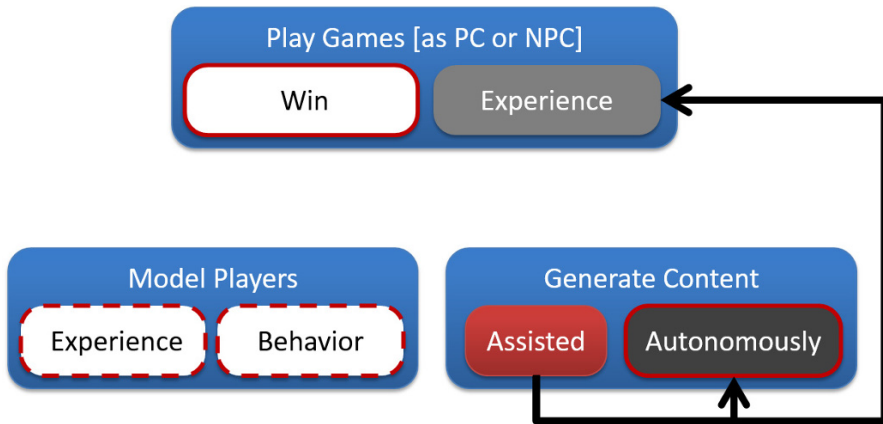 Play Games [as PC or NPC]
Win
Experience
Model Players
Experience
Behavior
Generate Content
Assisted
Autonomously